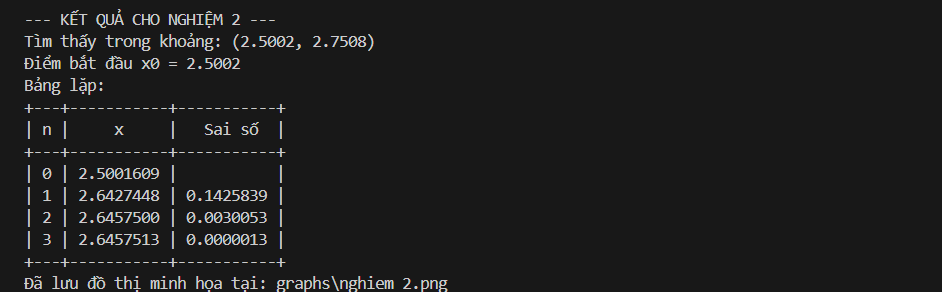 --- KẾT QUẢ CHO NGHIỆM 2 ---
Tìm thấy trong khoảng: (2.5002, 2.7508)
Điểm bắt đầu x0 = 2.5002
Bảng lặp:
+---+-----------+-----------+
| n |     x     |   Sai số  |
+---+-----------+-----------+
| 0 | 2.5001609 |           |
| 1 | 2.6427448 | 0.1425839 |
| 2 | 2.6457500 | 0.0030053 |
| 3 | 2.6457513 | 0.0000013 |
+---+-----------+-----------+
Đã lưu đồ thị minh họa tại: graphs\nghiem 2.png